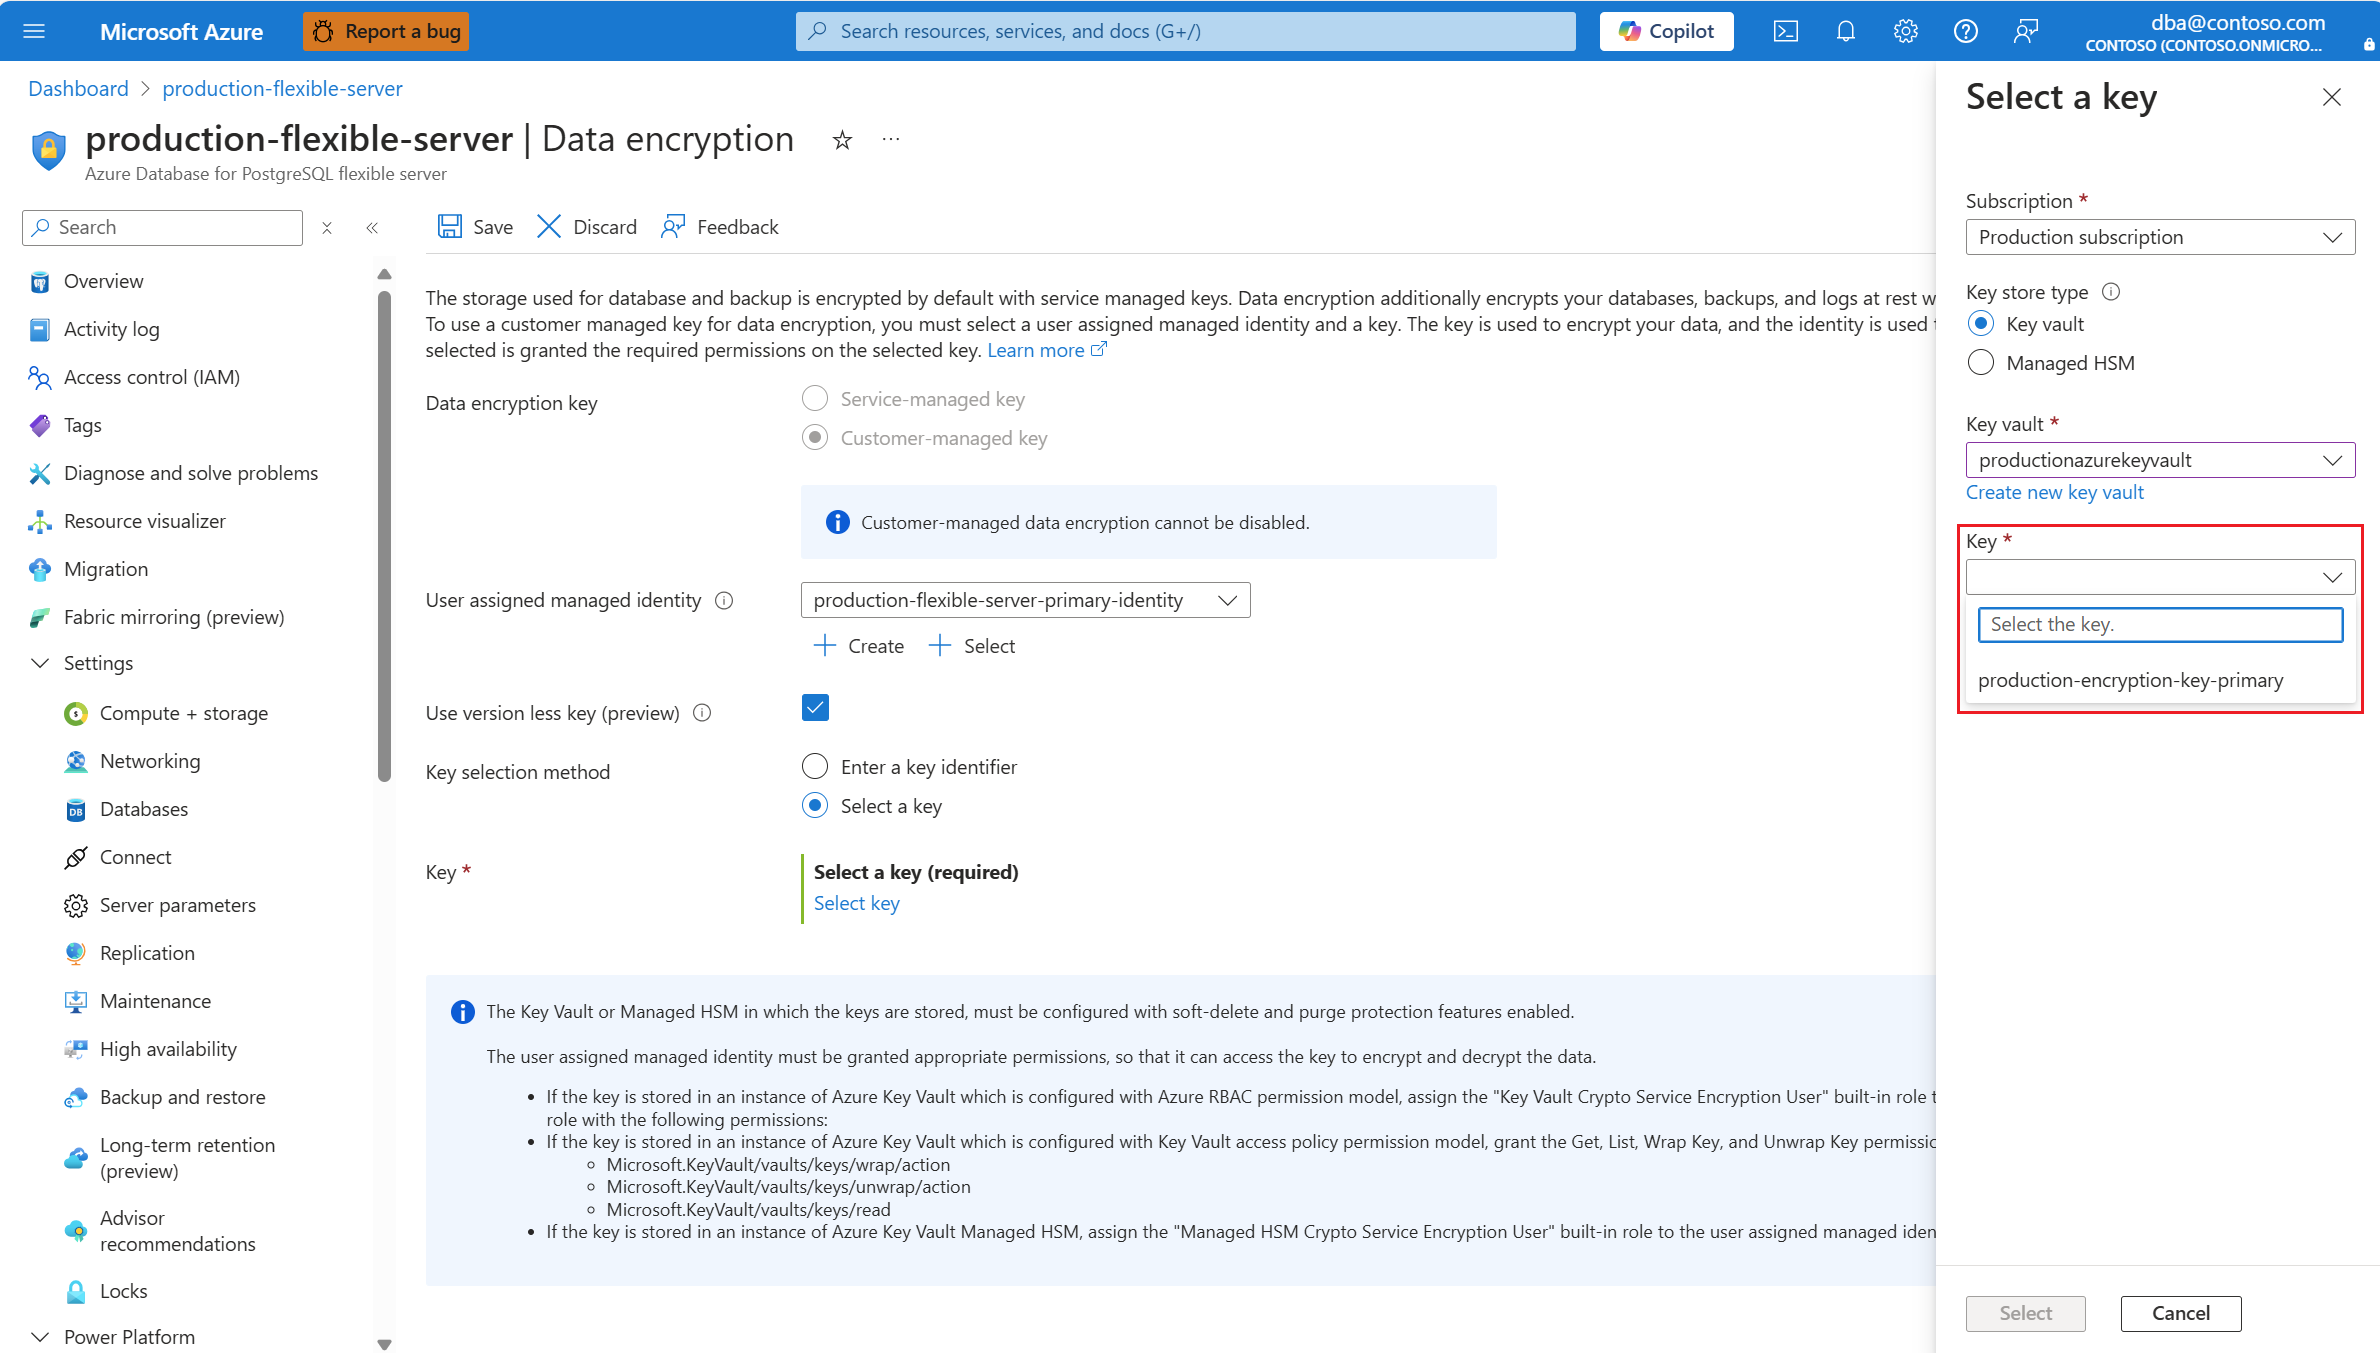 Microsoft Azure
Report a bug
Search resources, services, and docs (G+/)
Copilot
dba@contoso.com
CONTOSO (CONTOSO.ONMICRO...
Dashboard > production-flexible-server
production-flexible-server | Data encryption
Azure Database for PostgreSQL flexible server
Search
Overview
Activity log
Access control (IAM)
Tags
Diagnose and solve problems
Resource visualizer
Migration
Fabric mirroring (preview)
Settings
Compute + storage
Networking
Databases
Connect
Server parameters
Replication
Maintenance
High availability
Backup and restore
Long-term retention
(preview)
Advisor
recommendations
Locks
Power Platform
Save
Discard
Feedback
The storage used for database and backup is encrypted by default with service managed keys. Data encryption additionally encrypts your databases, backups, and logs at rest w
To use a customer managed key for data encryption, you must select a user assigned managed identity and a key. The key is used to encrypt your data, and the identity is used
selected is granted the required permissions on the selected key. Learn more
Data encryption key
Service-managed key
Customer-managed key
Customer-managed data encryption cannot be disabled.
User assigned managed identity
production-flexible-server-primary-identity
+ Create + Select
Use version less key (preview)
Key selection method
Enter a key identifier
Select a key
Key *
Select a key (required)
Select key
The Key Vault or Managed HSM in which the keys are stored, must be configured with soft-delete and purge protection features enabled.
The user assigned managed identity must be granted appropriate permissions, so that it can access the key to encrypt and decrypt the data.
• If the key is stored in an instance of Azure Key Vault which is configured with Azure RBAC permission model, assign the "Key Vault Crypto Service Encryption User" built-in role t
role with the following permissions:
• If the key is stored in an instance of Azure Key Vault which is configured with Key Vault access policy permission model, grant the Get, List, Wrap Key, and Unwrap Key permissic
◦ Microsoft.KeyVault/vaults/keys/wrap/action
◦ Microsoft.KeyVault/vaults/keys/unwrap/action
◦ Microsoft.KeyVault/vaults/keys/read
• If the key is stored in an instance of Azure Key Vault Managed HSM, assign the "Managed HSM Crypto Service Encryption User" built-in role to the user assigned managed iden
Select a key
Subscription *
Production subscription
Key store type
Key vault
Managed HSM
Key vault *
productionazurekeyvault
Create new key vault
Key *
Select the key.
production-encryption-key-primary
Select
Cancel